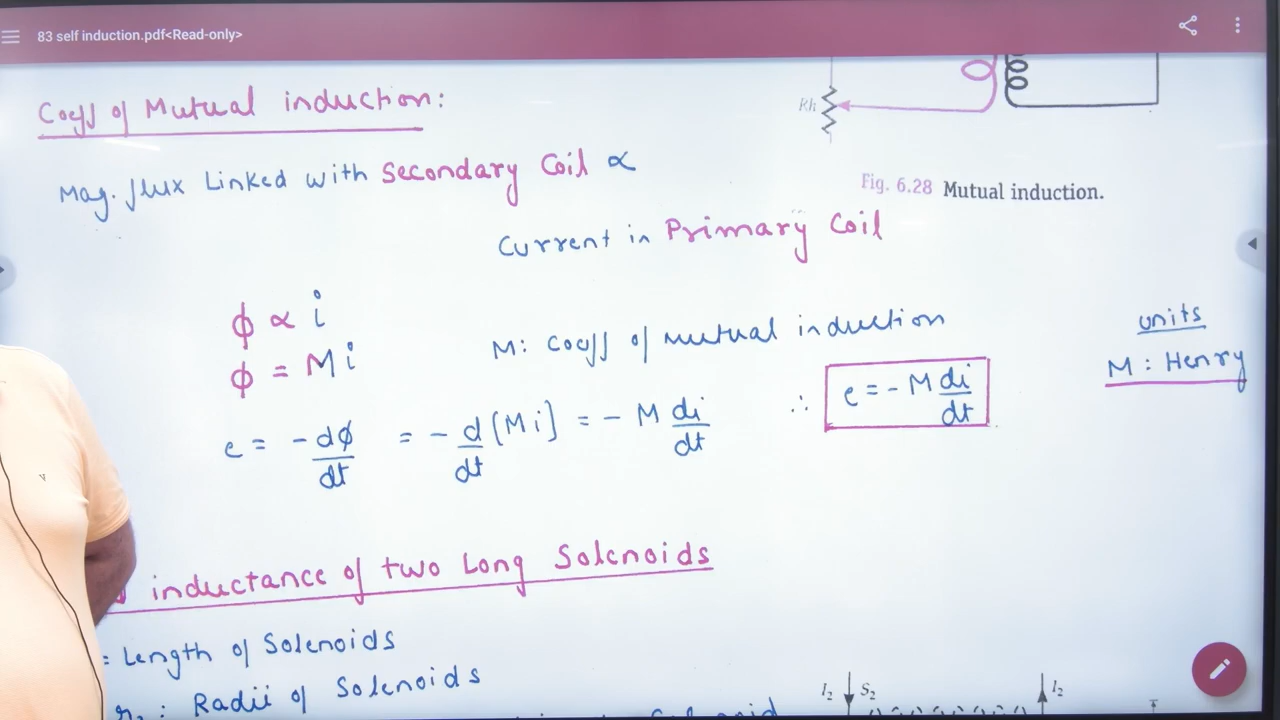 83 self induction.pdf<Read-only>
Coeff of Mutual induction:
Rh
Mag. flux Linked with Secondary Coil ∝
Fig. 6.28 Mutual induction.
Current in Primary Coil
ϕ ∝ i
ϕ = Mi
M: Coeff of mutual induction
units
M : Henry
e = -dϕ/dt = -d/dt (Mi) = - M di/dt
∴ e = - M di/dt
inductance of two Long Solenoids
= Length of Solenoids
: Radii of Solenoids
I₂ S₂ I₂